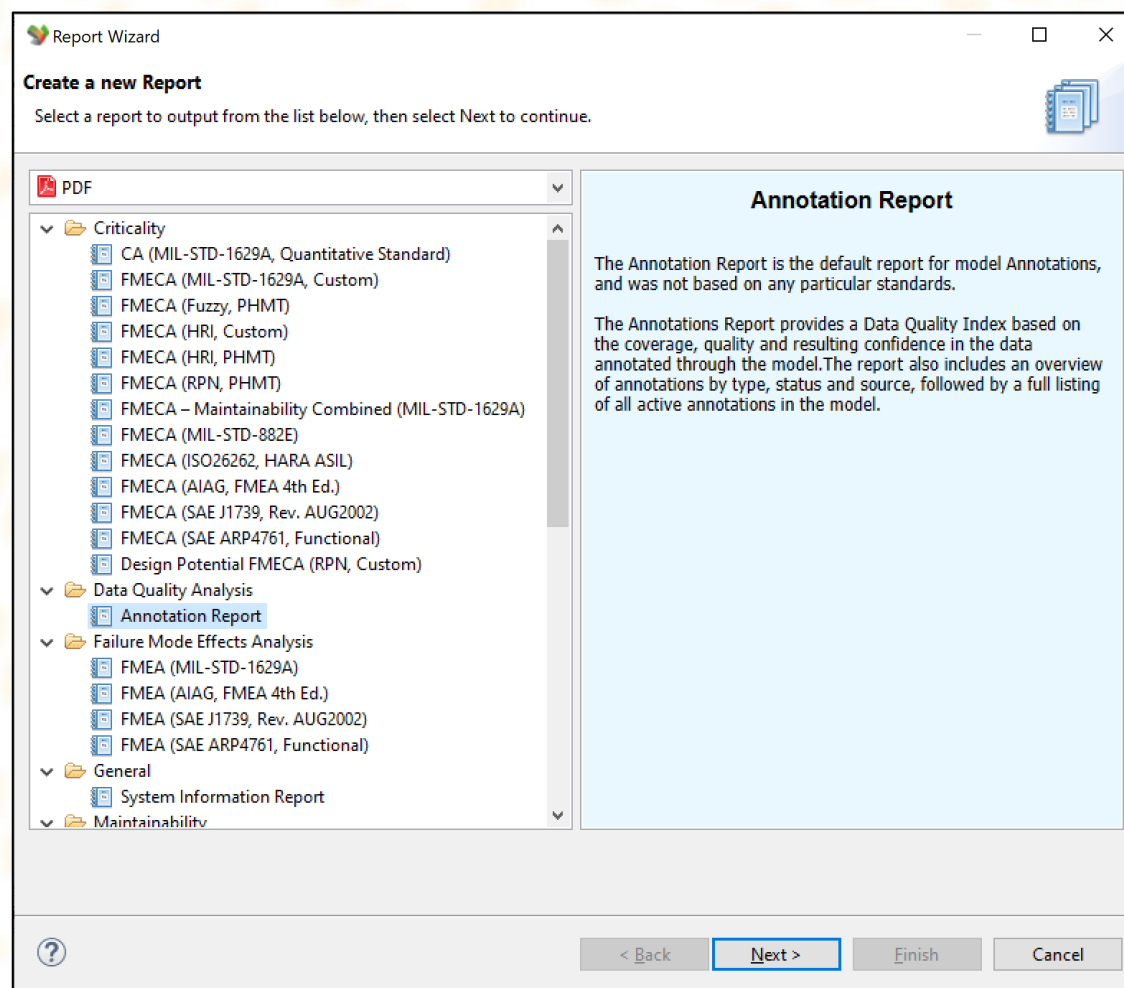 Report Wizard
Create a new Report
Select a report to output from the list below, then select Next to continue.
PDF
Criticality
CA (MIL-STD-1629A, Quantitative Standard)
FMECA (MIL-STD-1629A, Custom)
FMECA (Fuzzy, PHMT)
FMECA (HRI, Custom)
FMECA (HRI, PHMT)
FMECA (RPN, PHMT)
FMECA – Maintainability Combined (MIL-STD-1629A)
FMECA (MIL-STD-882E)
FMECA (ISO26262, HARA ASIL)
FMECA (AIAG, FMEA 4th Ed.)
FMECA (SAE J1739, Rev. AUG2002)
FMECA (SAE ARP4761, Functional)
Design Potential FMECA (RPN, Custom)
Data Quality Analysis
Annotation Report
Failure Mode Effects Analysis
FMEA (MIL-STD-1629A)
FMEA (AIAG, FMEA 4th Ed.)
FMEA (SAE J1739, Rev. AUG2002)
FMEA (SAE ARP4761, Functional)
General
System Information Report
Maintainability
Annotation Report
The Annotation Report is the default report for model Annotations,
and was not based on any particular standards.
The Annotations Report provides a Data Quality Index based on
the coverage, quality and resulting confidence in the data
annotated through the model.The report also includes an overview
of annotations by type, status and source, followed by a full listing
of all active annotations in the model.
?
< Back
Next >
Finish
Cancel